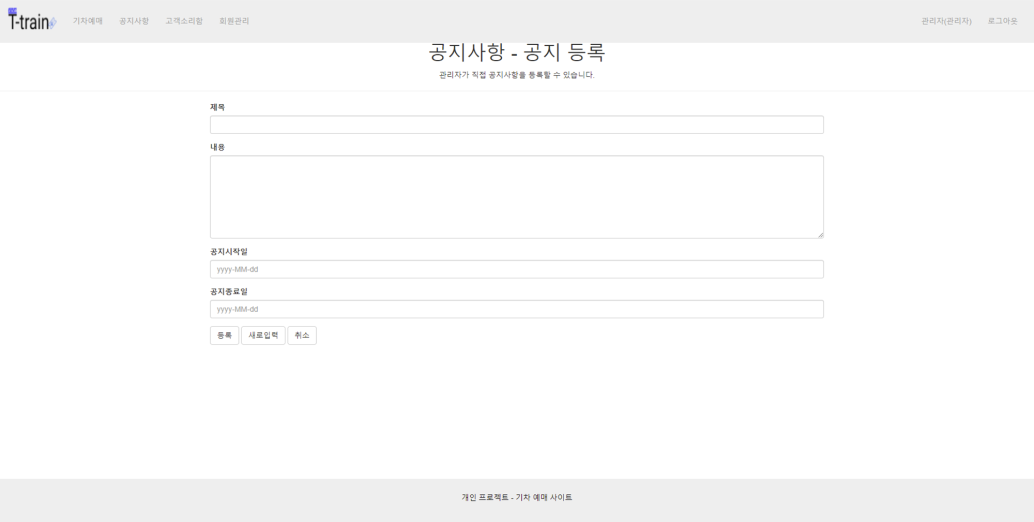 T-train 기차예매 공지사항 고객소리함 회원관리 관리자(관리자) 로그아웃
공지사항 - 공지 등록
관리자가 직접 공지사항을 등록할 수 있습니다.
제목
내용
공지시작일
yyyy-MM-dd
공지종료일
yyyy-MM-dd
등록 새로입력 취소
개인 프로젝트 - 기차 예매 사이트